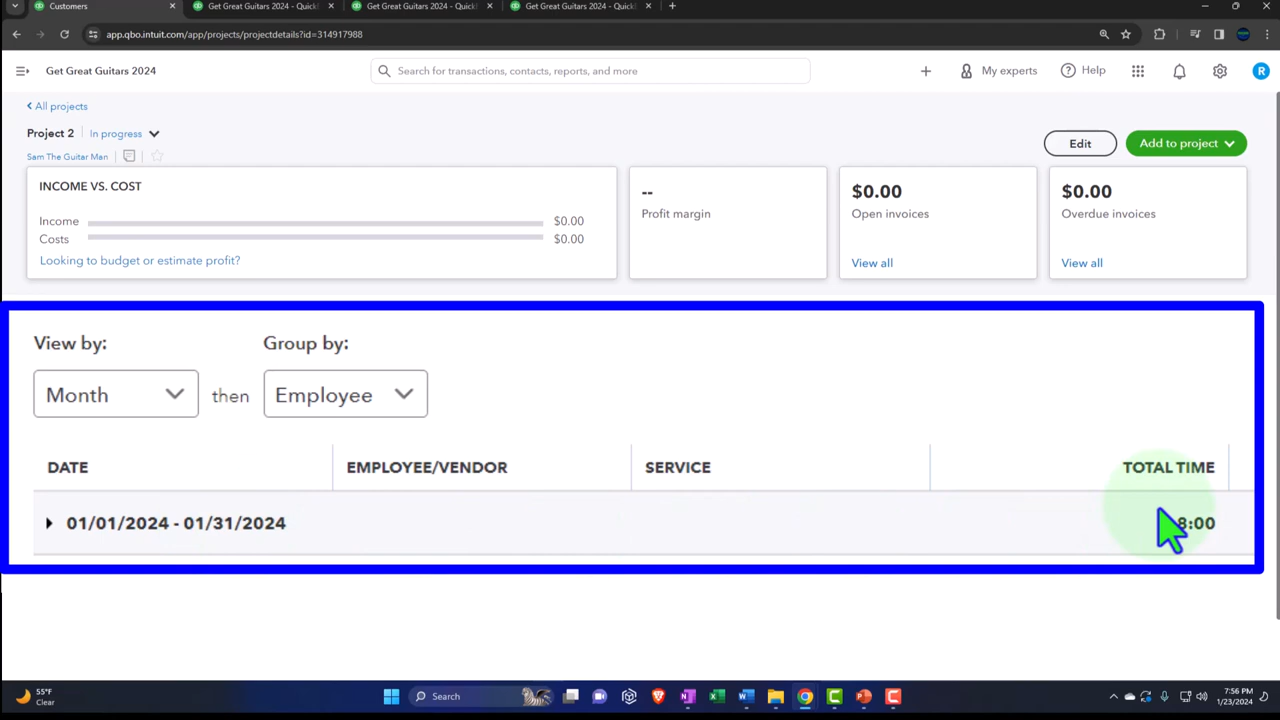 Customers
Get Great Guitars 2024 - Quick
Get Great Guitars 2024 - Quick
Get Great Guitars 2024 - Quick
app.qbo.intuit.com/app/projects/projectdetails?id=314917988
Get Great Guitars 2024
Search for transactions, contacts, reports, and more
My experts
Help
R
All projects
Project 2
In progress
Sam The Guitar Man
Edit
Add to project
INCOME VS. COST
Income $0.00
Costs $0.00
Looking to budget or estimate profit?
--
Profit margin
$0.00
Open invoices
View all
$0.00
Overdue invoices
View all
View by:
Group by:
Month
then
Employee
DATE
EMPLOYEE/VENDOR
SERVICE
TOTAL TIME
01/01/2024 - 01/31/2024
8:00
55°F
Clear
Search
7:56 PM
1/23/2024